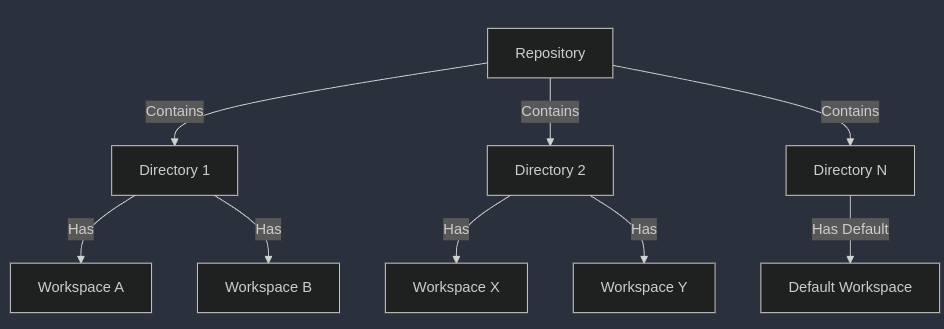 Repository
Contains
Contains
Contains
Directory 1
Directory 2
Directory N
Has
Has
Has
Has
Has Default
Workspace A
Workspace B
Workspace X
Workspace Y
Default Workspace